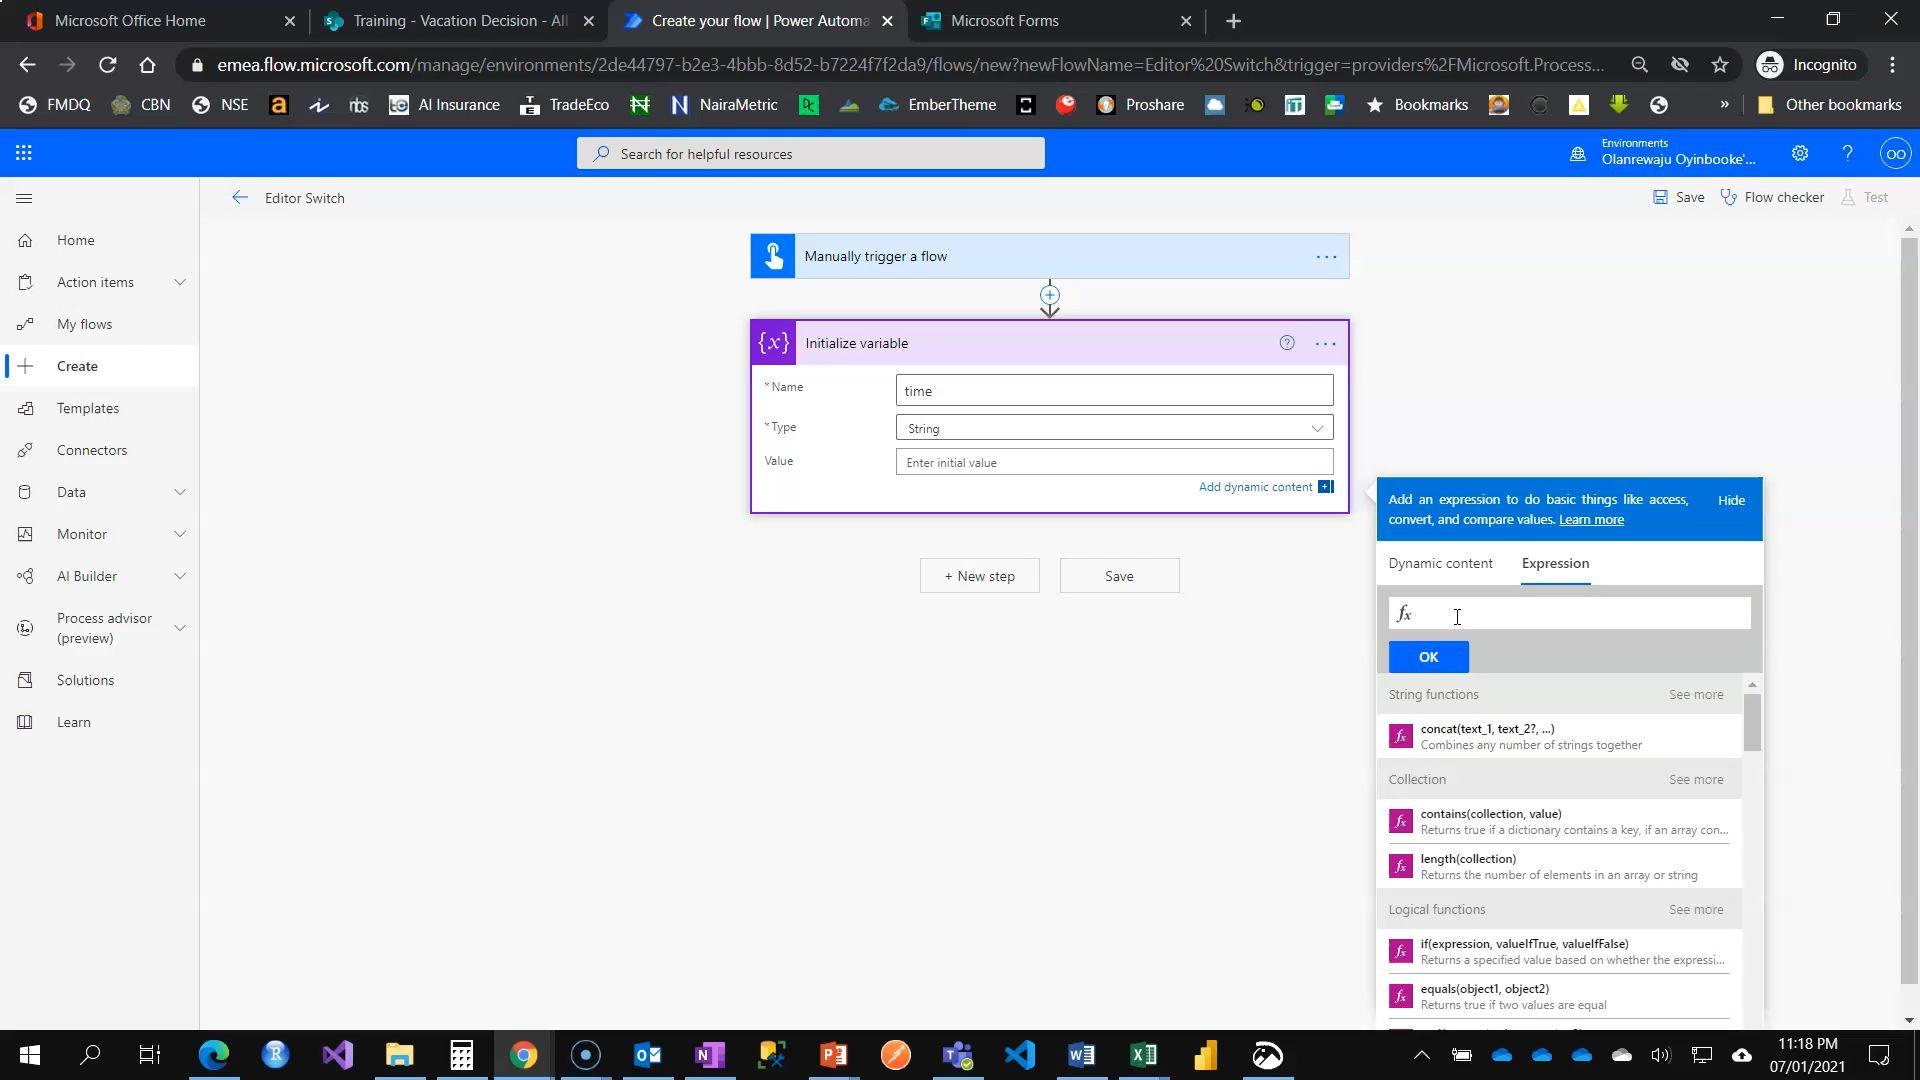 Microsoft Office Home
Training - Vacation Decision - All
Create your flow | Power Automa
Microsoft Forms
emea.flow.microsoft.com/manage/environments/2de44797-b2e3-4bbb-8d52-b7224f7f2da9/flows/new?newFlowName=Editor%20Switch&trigger=providers%2FMicrosoft.Process...
Incognito
FMDQ
CBN
NSE
AI Insurance
TradeEco
NairaMetric
EmberTheme
Proshare
Bookmarks
»
Other bookmarks
Search for helpful resources
Environments
Olanrewaju Oyinbooke'...
OO
Editor Switch
Save
Flow checker
Test
Home
Action items
My flows
Create
Templates
Connectors
Data
Monitor
AI Builder
Process advisor
(preview)
Solutions
Learn
Manually trigger a flow
{x} Initialize variable
* Name
time
* Type
String
Value
Enter initial value
Add dynamic content
+ New step
Save
Add an expression to do basic things like access,
convert, and compare values. Learn more
Hide
Dynamic content
Expression
fx
OK
String functions
See more
fx concat(text_1, text_2?, ...)
Combines any number of strings together
Collection
See more
fx contains(collection, value)
Returns true if a dictionary contains a key, if an array con...
fx length(collection)
Returns the number of elements in an array or string
Logical functions
See more
fx if(expression, valueIfTrue, valueIfFalse)
Returns a specified value based on whether the expressi...
fx equals(object1, object2)
Returns true if two values are equal
11:18 PM
07/01/2021